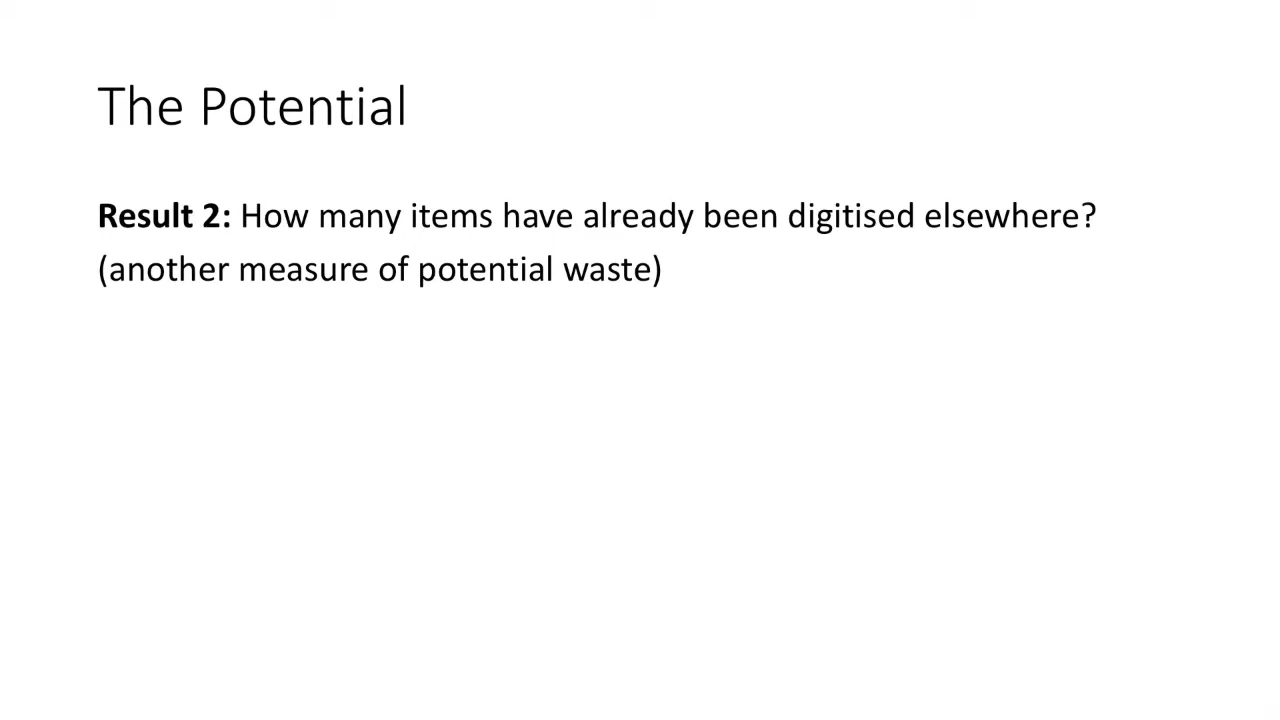 The Potential
Result 2: How many items have already been digitised elsewhere?
(another measure of potential waste)